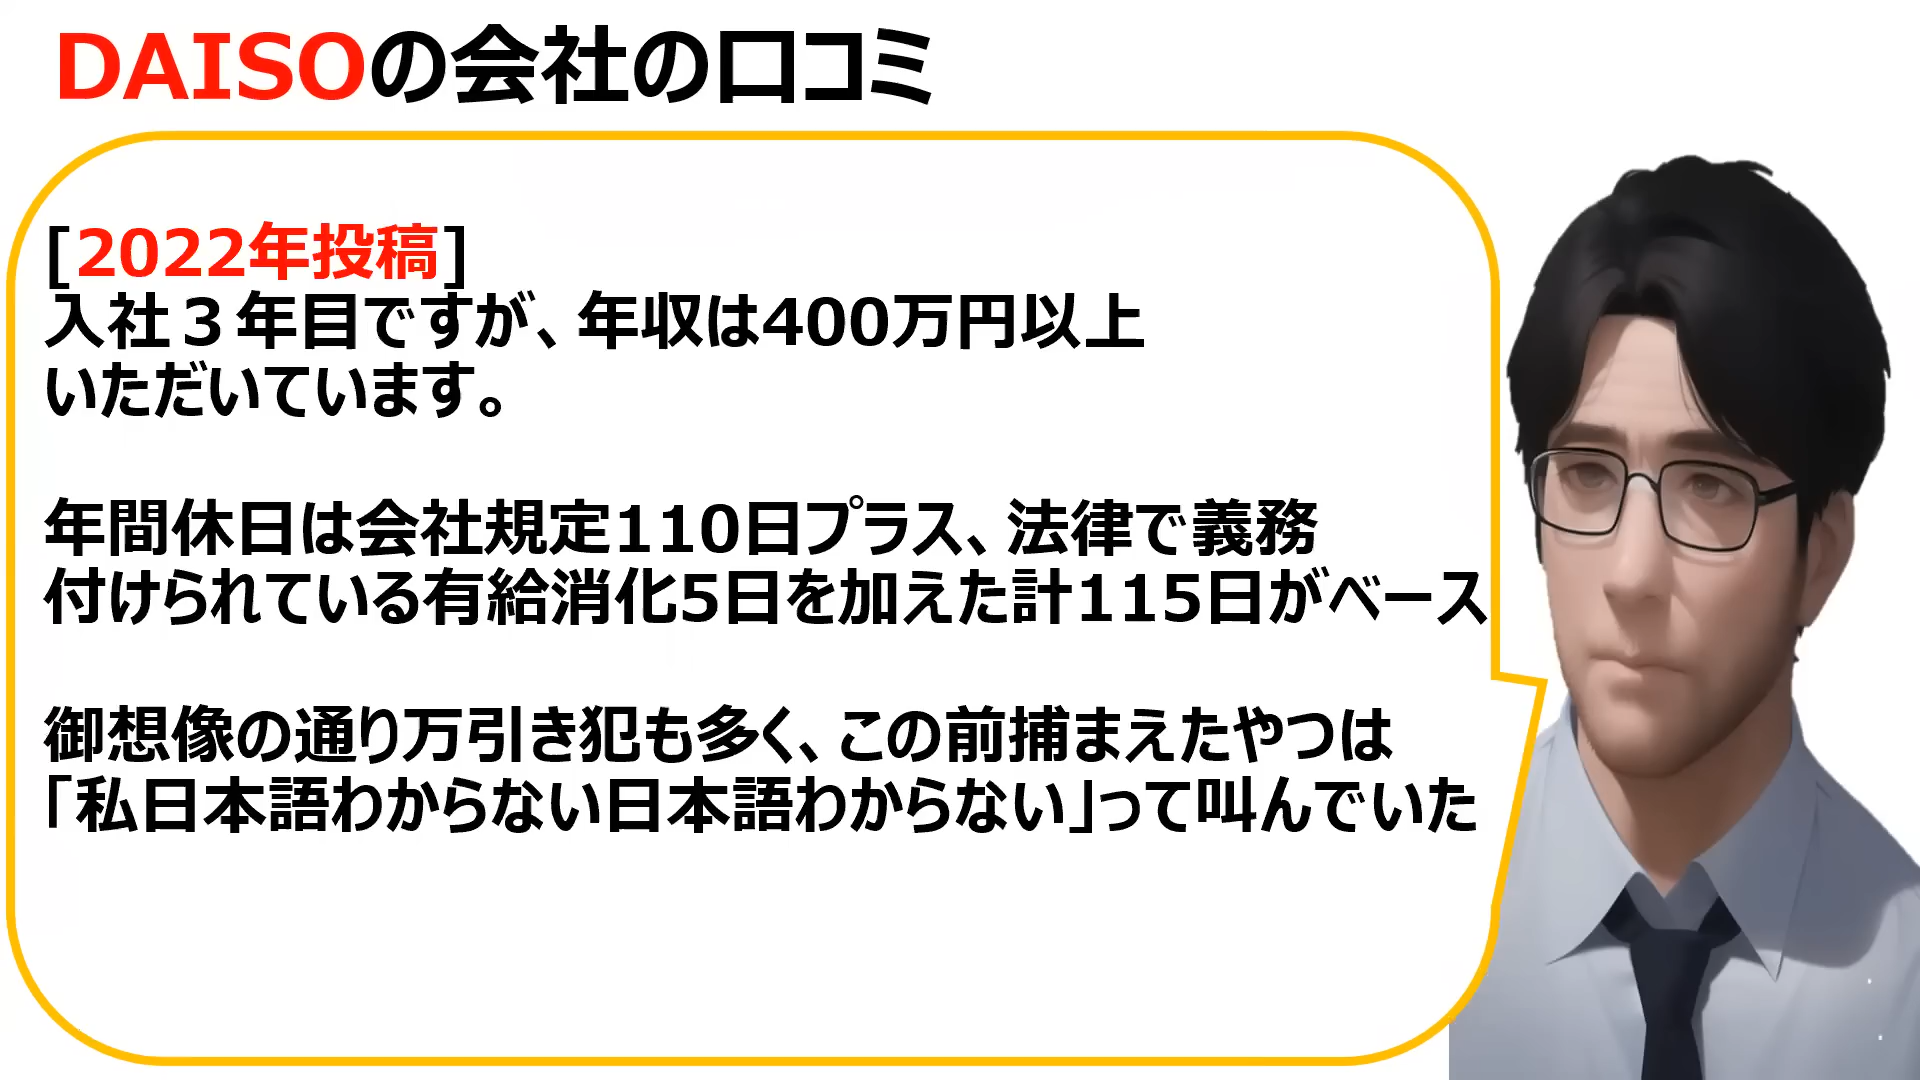 DAISOの会社の口コミ
[2022年投稿]
入社３年目ですが、年収は400万円以上
いただいています。
年間休日は会社規定110日プラス、法律で義務
付けられている有給消化5日を加えた計115日がベース
御想像の通り万引き犯も多く、この前捕まえたやつは
「私日本語わからない日本語わからない」って叫んでいた